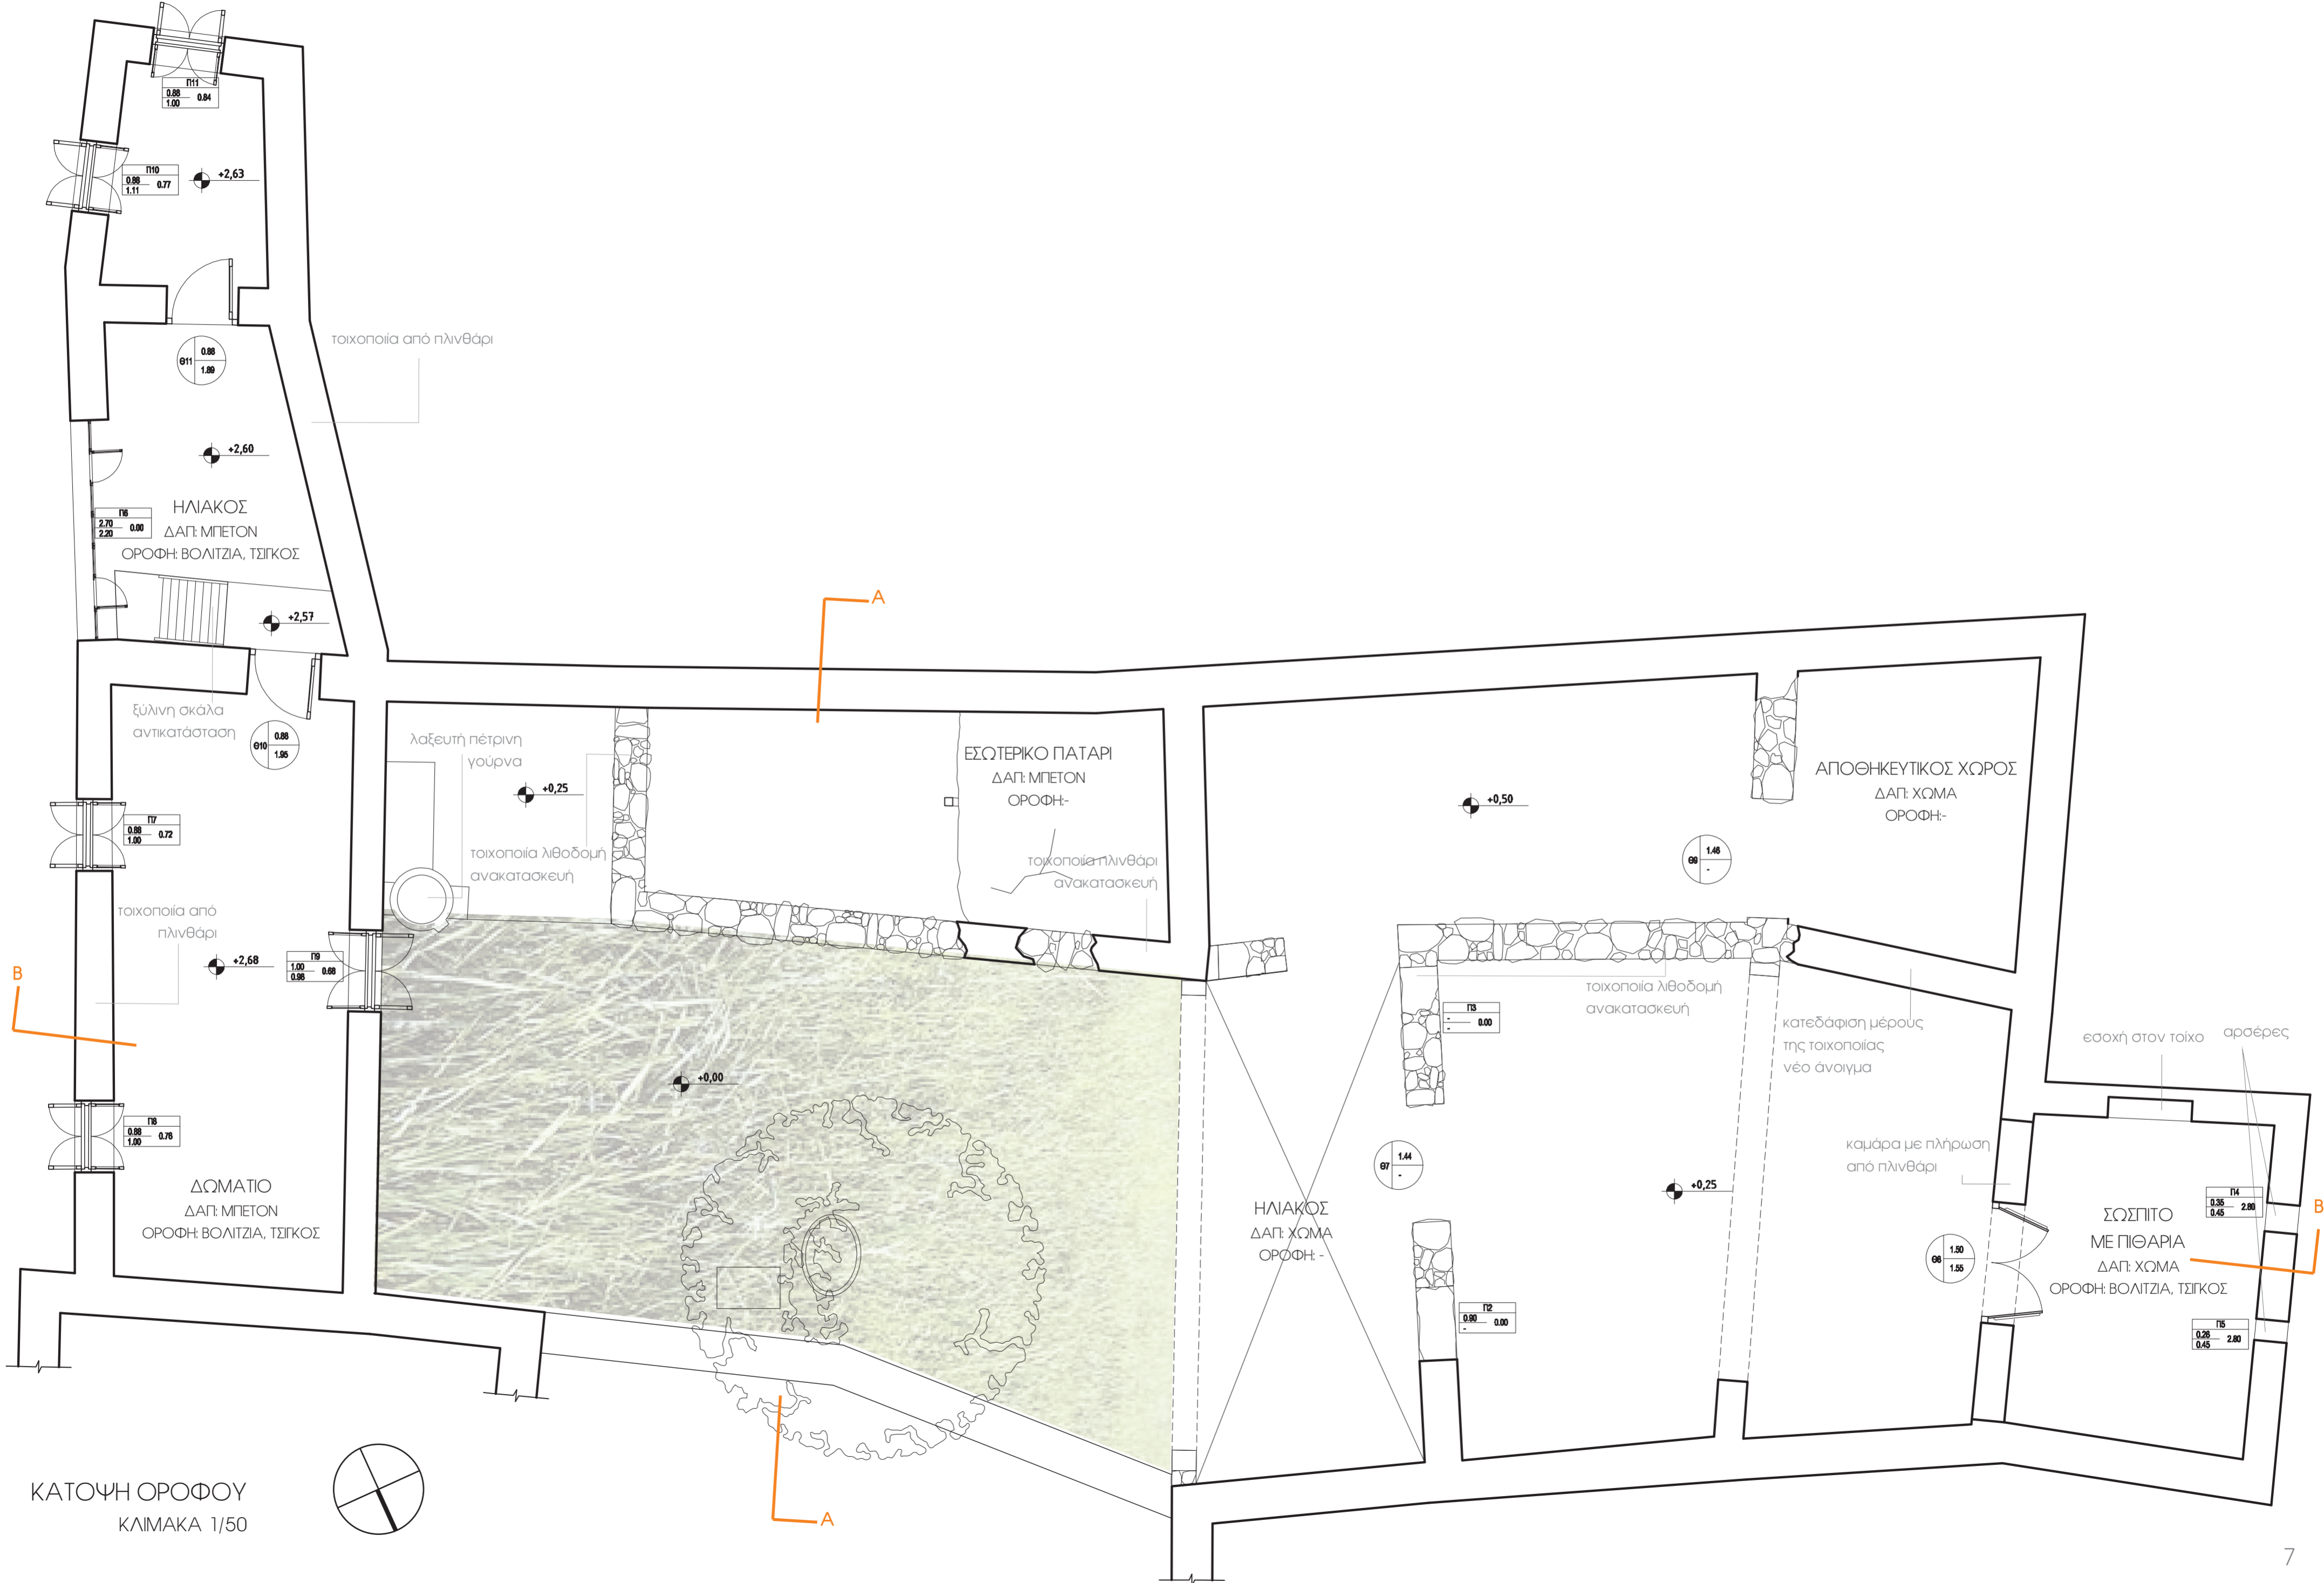 Π11
0.88
1.00
0.84
Π10
0.88
1.11
0.77
+2,63
Θ11
0.88
1.89
τοιχοποιία από πλινθάρι
+2,60
ΗΛΙΑΚΟΣ
ΔΑΠ: ΜΠΕΤΟΝ
ΟΡΟΦΗ: ΒΟΛΙΤΖΙΑ, ΤΣΙΓΚΟΣ
Π6
2.70
2.20
0.00
+2,57
ξύλινη σκάλα
αντικατάσταση
Θ10
0.88
1.95
Π7
0.88
1.00
0.72
τοιχοποιία από
πλινθάρι
+2,68
Π9
1.00
0.96
0.68
Π8
0.88
1.00
0.76
ΔΩΜΑΤΙΟ
ΔΑΠ: ΜΠΕΤΟΝ
ΟΡΟΦΗ: ΒΟΛΙΤΖΙΑ, ΤΣΙΓΚΟΣ
B
A
λαξευτή πέτρινη
γούρνα
+0,25
τοιχοποιία λιθοδομή
ανακατασκευή
ΕΣΩΤΕΡΙΚΟ ΠΑΤΑΡΙ
ΔΑΠ: ΜΠΕΤΟΝ
ΟΡΟΦΗ:-
τοιχοποιία πλινθάρι
ανακατασκευή
+0,00
+0,50
ΑΠΟΘΗΚΕΥΤΙΚΟΣ ΧΩΡΟΣ
ΔΑΠ: ΧΩΜΑ
ΟΡΟΦΗ:-
Θ9
1.46
-
Π3
-
-
0.00
τοιχοποιία λιθοδομή
ανακατασκευή
κατεδάφιση μέρους
της τοιχοποιίας
νέο άνοιγμα
εσοχή στον τοίχο
αρσέρες
Θ7
1.44
-
καμάρα με πλήρωση
από πλινθάρι
+0,25
ΗΛΙΑΚΟΣ
ΔΑΠ: ΧΩΜΑ
ΟΡΟΦΗ: -
Π2
0.90
-
0.00
Θ6
1.50
1.55
ΣΩΣΠΙΤΟ
ΜΕ ΠΙΘΑΡΙΑ
ΔΑΠ: ΧΩΜΑ
ΟΡΟΦΗ: ΒΟΛΙΤΖΙΑ, ΤΣΙΓΚΟΣ
Π4
0.35
0.45
2.80
B
Π5
0.26
0.45
2.80
A
ΚΑΤΟΨΗ ΟΡΟΦΟΥ
ΚΛΙΜΑΚΑ 1/50
7